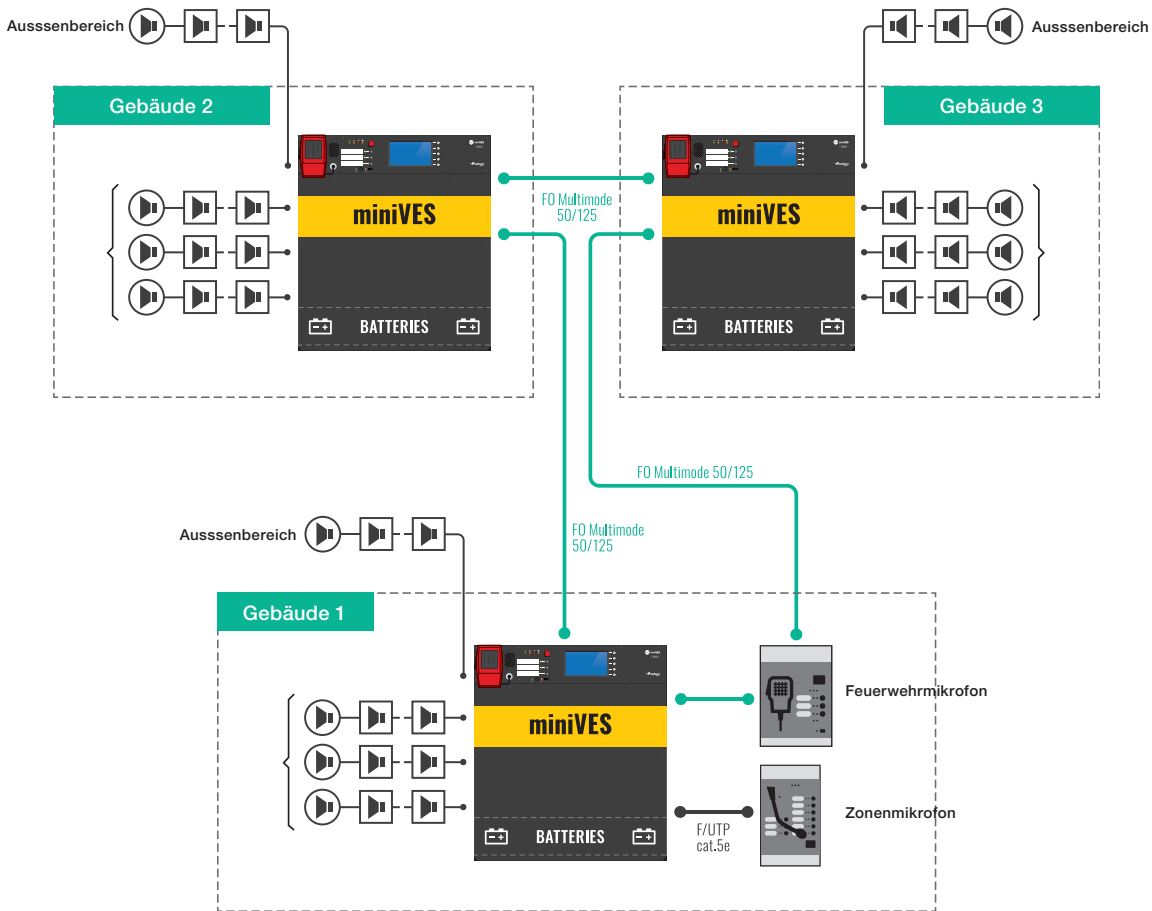 Ausssenbereich
Ausssenbereich
Gebäude 2
Gebäude 3
miniVES
FO Multimode
50/125
miniVES
BATTERIES
BATTERIES
FO Multimode 50/125
Ausssenbereich
FO Multimode
50/125
Gebäude 1
Feuerwehrmikrofon
miniVES
Zonenmikrofon
F/UTP
cat.5e
BATTERIES